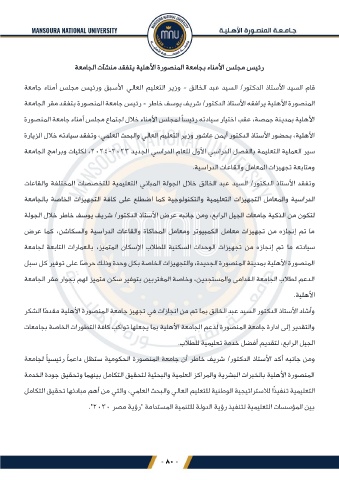 MANSOURA NATIONAL UNIVERSITY
جـامـعـة المنصـورة الأهـليـة
رئيس مجلس الأمناء بجامعة المنصورة الأهلية يتفقد منشآت الجامعة
قام السيد الأستاذ الدكتور/ السيد عبد الخالق - وزير التعليم العالي الأسبق ورئيس مجلس أمناء جامعة
المنصورة الأهلية يرافقه الأستاذ الدكتور/ شريف يوسف خاطر - رئيس جامعة المنصورة بتفقد مقر الجامعة
الأهلية بمدينة جمصة، عقب اختيار سيادته رئيساً لمجلس الأمناء خلال اجتماع مجلس أمناء جامعة المنصورة
الأهلية، بحضور الأستاذ الدكتور أيمن عاشور وزير التعليم العالي والبحث العلمي، وتفقد سيادته خلال الزيارة
سير العملية التعليمة بالفصل الدراسي الأول للعام الدراسي الجديد ٢٠٢٣-٢٠٢٤، لكليات وبرامج الجامعة
ومتابعة تجهيزات المعامل والقاعات الدراسية.
وتفقد الأستاذ الدكتور/ السيد عبد الخالق خلال الجولة المباني التعليمية للتخصصات المختلفة والقاعات
الدراسية والمعامل التجهيزات التعليمية والتكنولوجية كما اضطلع على كافة التجهيزات الخاصة بالجامعة
لتكون من الذكية جامعات الجيل الرابع، ومن جانبه عرض الأستاذ الدكتور/ شريف يوسف خاطر خلال الجولة
ما تم إنجازه من تجهيزات معامل الكمبيوتر ومعامل المحاكاة والقاعات الدراسية والسكاشن، كما عرض
سيادته ما تم إنجازه من تجهيزات الوحدات السكنية للطلاب الإسكان المتميز، بالعمارات التابعة لجامعة
المنصورة الأهلية بمدينة المنصورة الجديدة، والتجهيزات الخاصة بكل وحدة وذلك حرصًا على توفير كل سبل
الدعم لطلاب الجامعة القدامى والمستجدين، وخاصة المغتربين بتوفير سكن متميز لهم بجوار مقر الجامعة
الأهلية.
وأشاد الأستاذ الدكتور السيد عبد الخالق بما تم من انجازات في تجهيز جامعة المنصورة الأهلية مقدمًا الشكر
والتقدير إلى ادارة جامعة المنصورة لدعم الجامعة الأهلية بما يجعلها تواكب كافة التطورات الخاصة بجامعات
الجيل الرابع، لتقديم أفضل خدمة تعليمية للطلاب.
ومن جانبه أكد الأستاذ الدكتور/ شريف خاطر أن جامعة المنصورة الحكومية ستظل داعماً رئيسياً لجامعة
المنصورة الأهلية بالخبرات البشرية والمراكز العلمية والبحثية لتحقيق التكامل بينهما وتحقيق جودة الخدمة
التعليمية تنفيذًا للاستراتيجية الوطنية للتعليم العالي والبحث العلمي، والتي من أهم مبادئها تحقيق التكامل
بين المؤسسات التعليمية لتنفيذ رؤية الدولة للتنمية المستدامة "رؤية مصر ٢٠٣٠".
- ٨٠ -